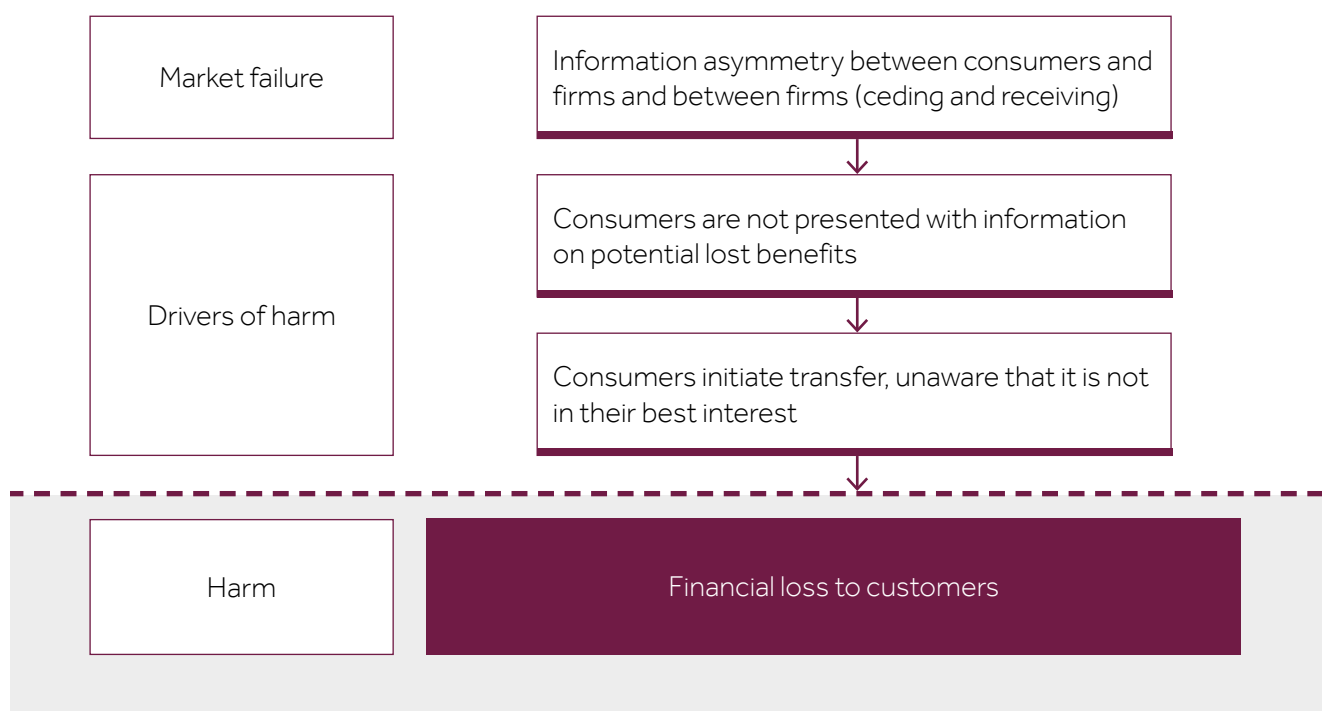 Market failure
Information asymmetry between consumers and
firms and between firms (ceding and receiving)
Drivers of harm
Consumers are not presented with information
on potential lost benefits
Consumers initiate transfer, unaware that it is not
in their best interest
Harm
Financial loss to customers